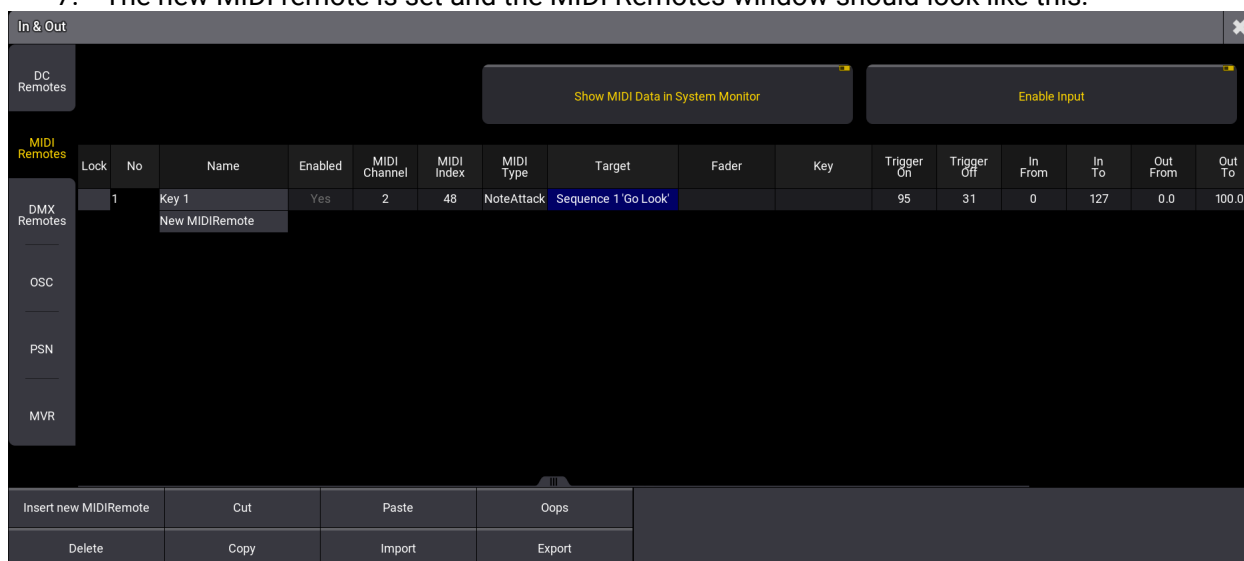 7. The new MIDI remote is set and the MIDI Remotes window should look like this:
In & Out
DC
Remotes
Show MIDI Data in System Monitor
Enable Input
MIDI
Remotes
Lock No Name Enabled MIDI Channel MIDI Index MIDI Type Target Fader Key Trigger On Trigger Off In From In To Out From Out To
1 Key 1 Yes 2 48 NoteAttack Sequence 1 'Go Look' 95 31 0 127 0.0 100.0
New MIDIRemote
DMX
Remotes
OSC
PSN
MVR
Insert new MIDIRemote Cut Paste Oops
Delete Copy Import Export